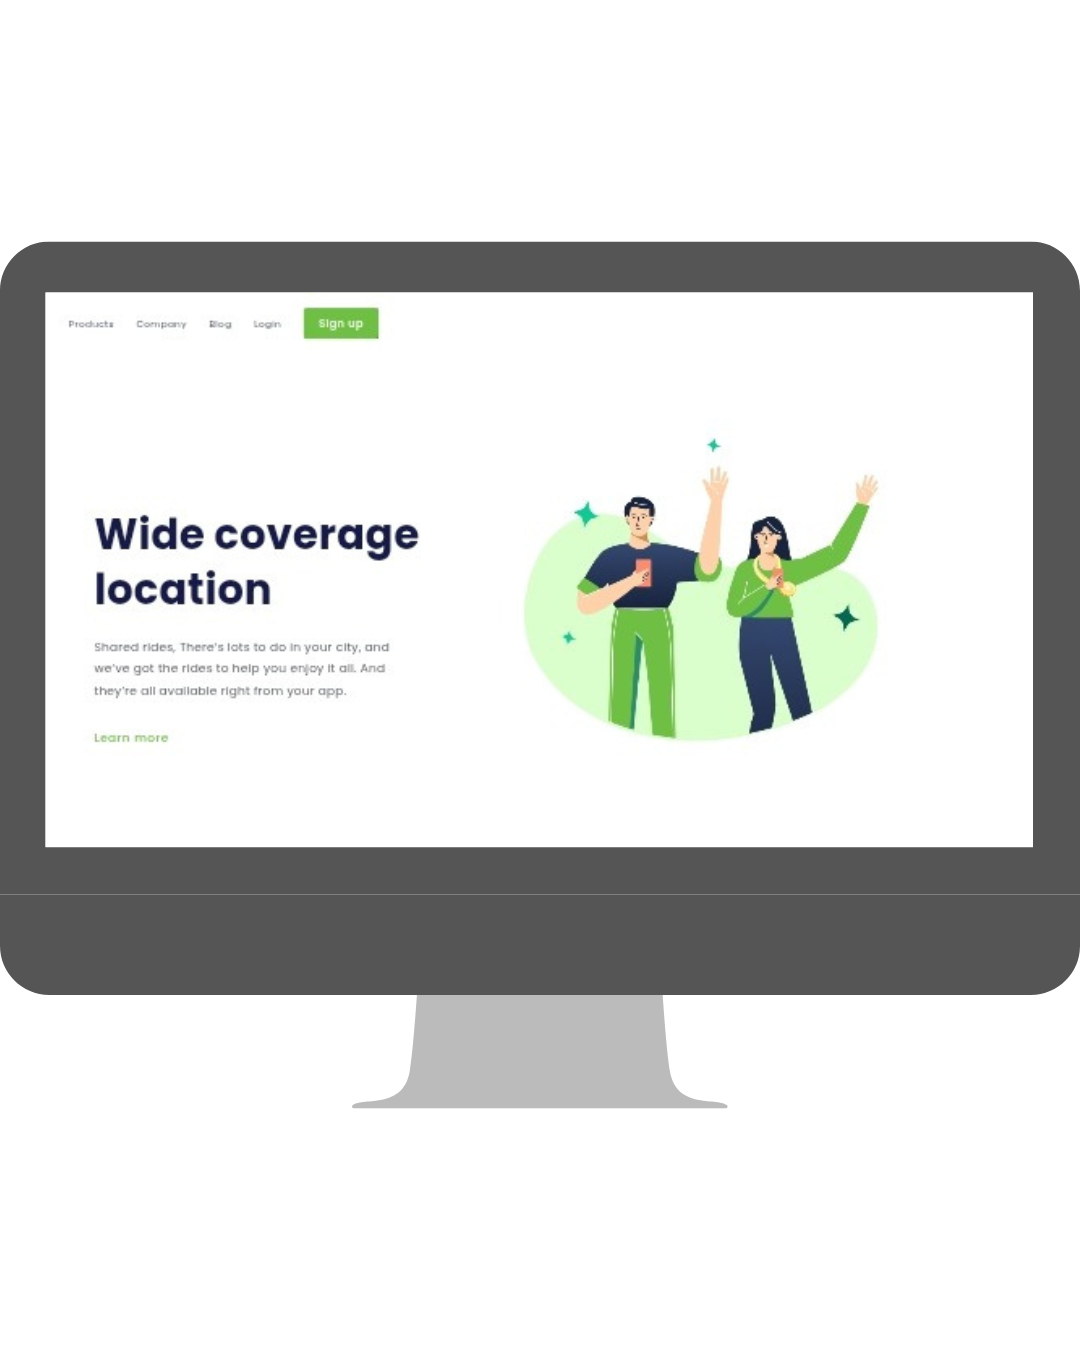 Products Company Blog Login Sign up
Wide coverage
location
Shared rides, There's lots to do in your city, and
we've got the rides to help you enjoy it all. And
they're all available right from your app.
Learn more